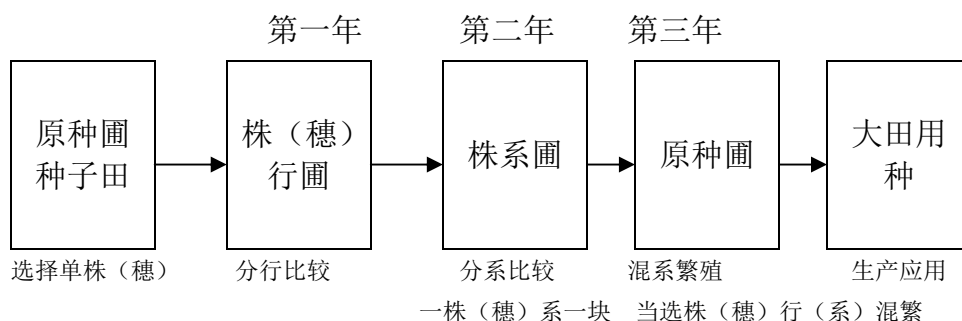 第一年 第二年 第三年
原种圃
种子田
株（穗）
行圃
株系圃
原种圃
大田用
种
选择单株（穗） 分行比较 分系比较 混系繁殖 生产应用
一株（穗）系一块 当选株（穗）行（系）混繁